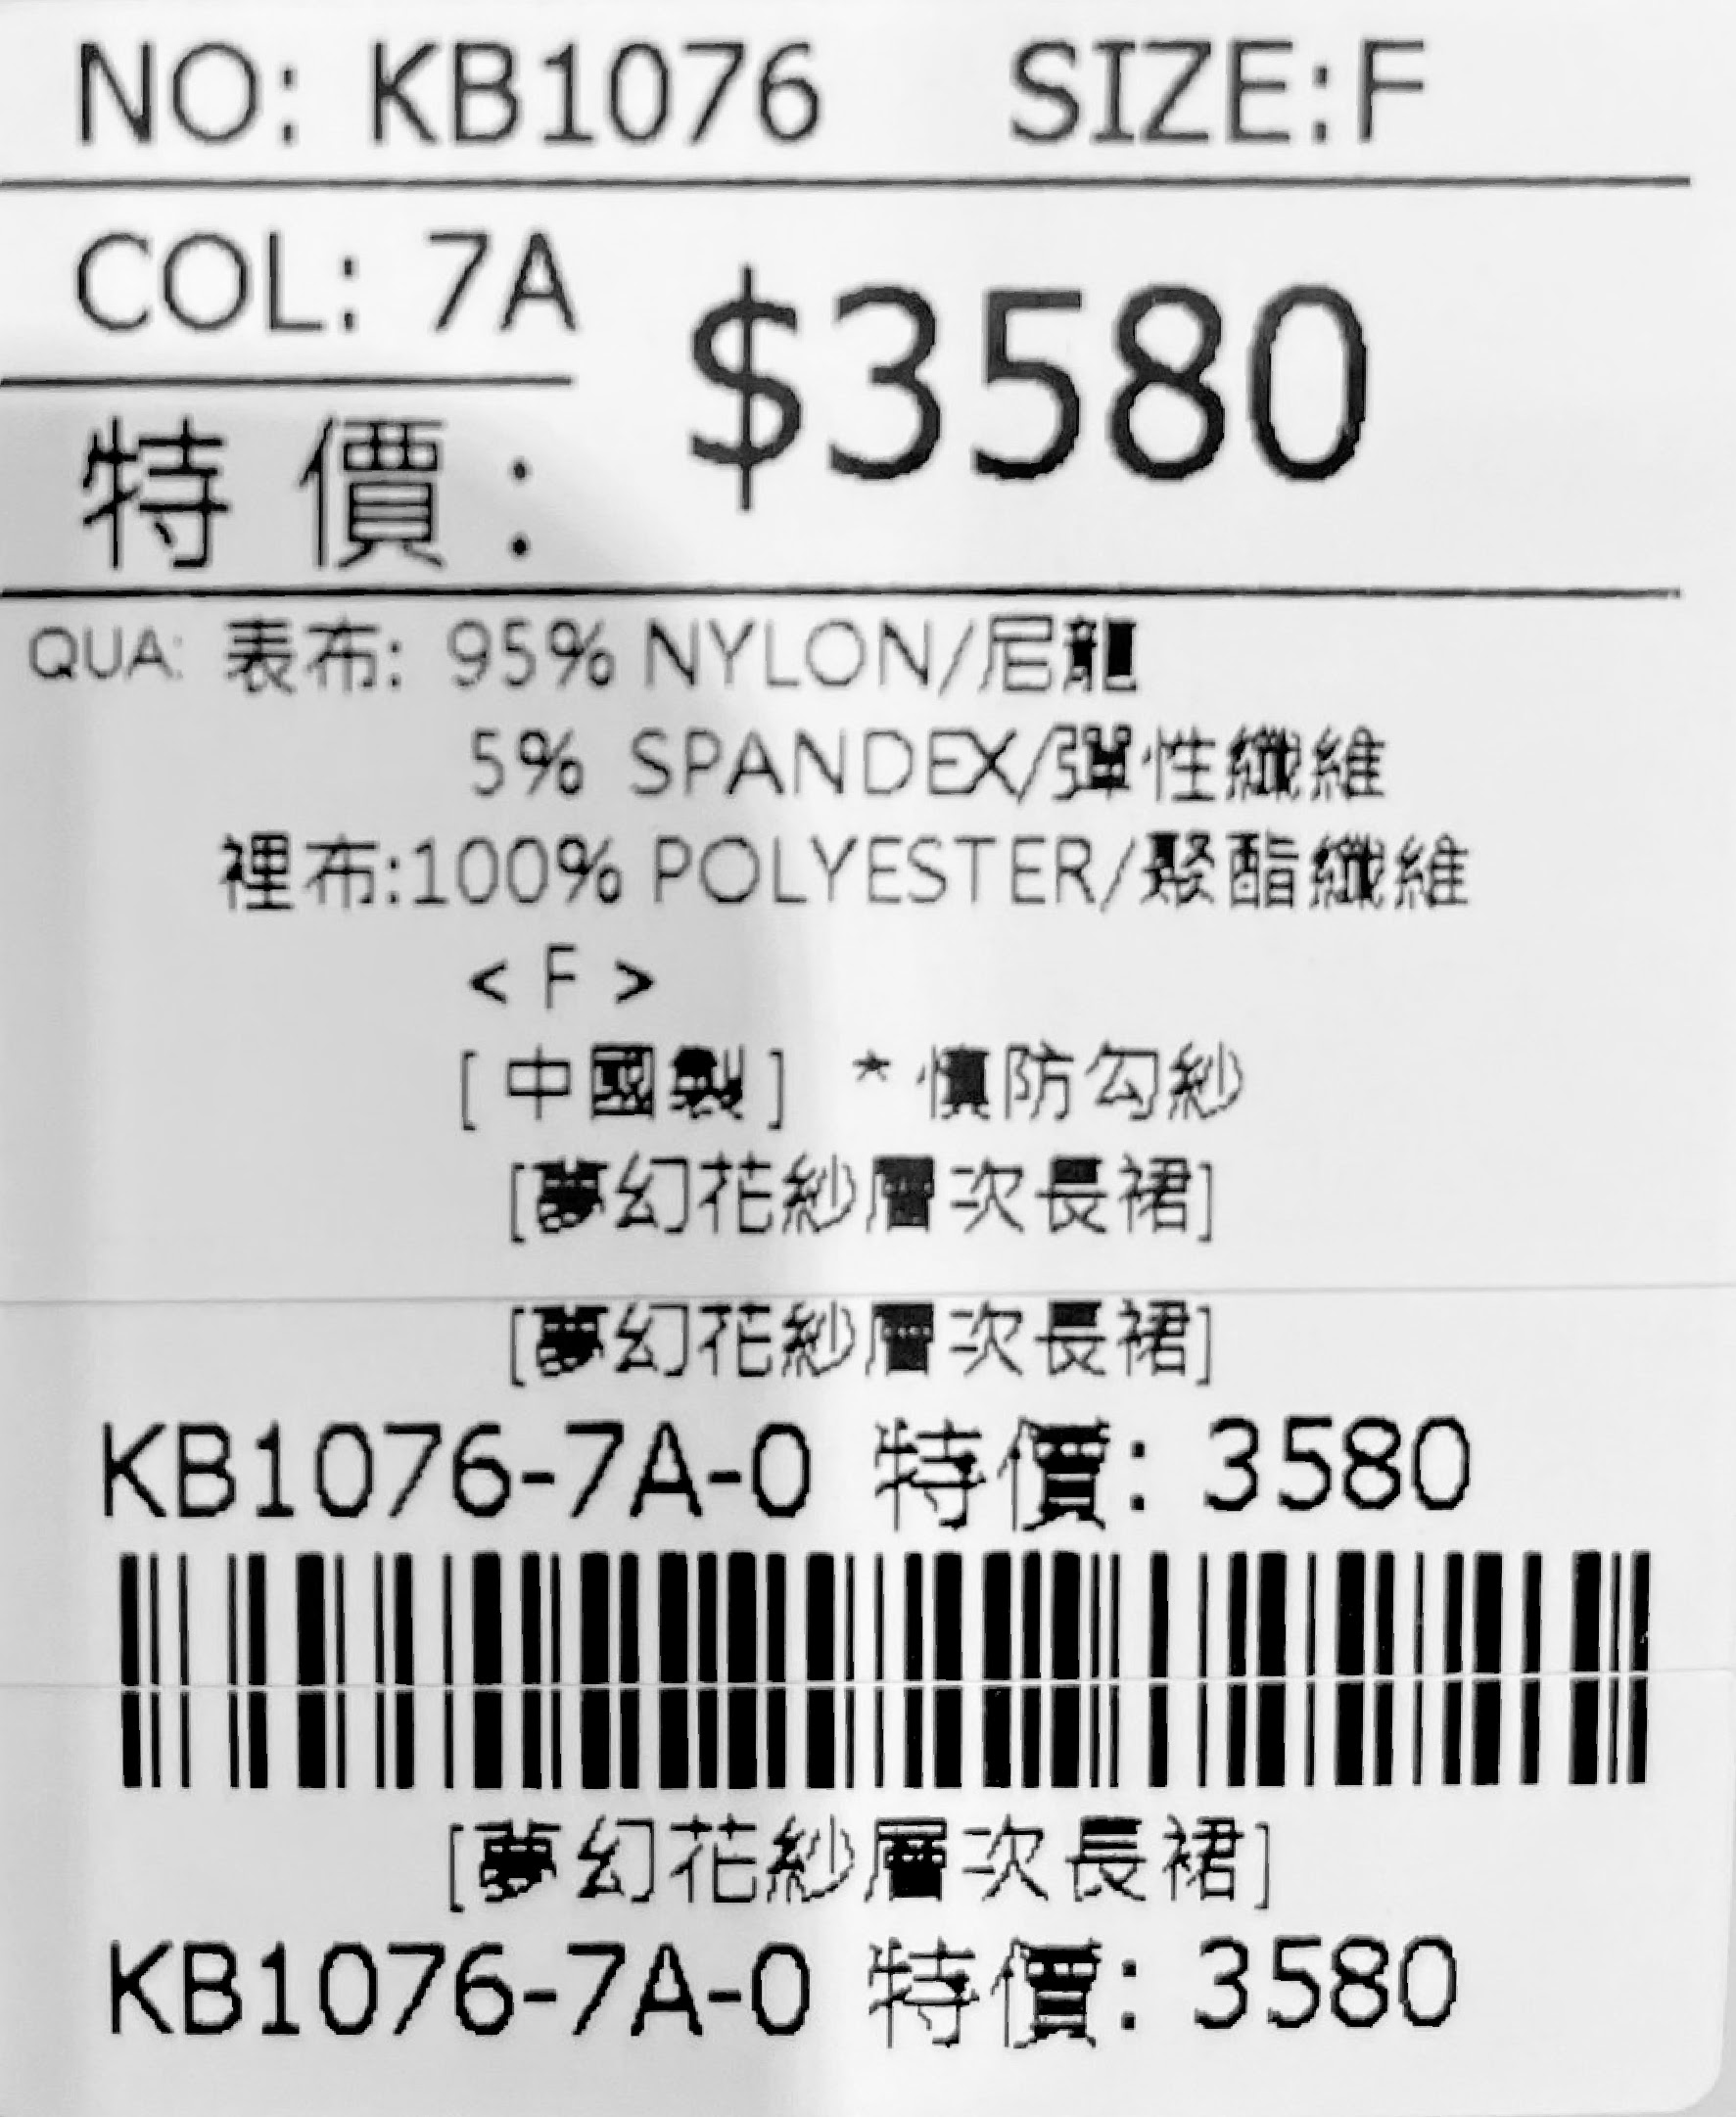 NO: KB1076 SIZE:F
COL: 7A
$3580
特價:
QUA: 表布: 95% NYLON/尼龍
5% SPANDEX/彈性纖維
裡布:100% POLYESTER/聚酯纖維
< F >
[中國製] *慎防勾紗
[夢幻花紗層次長裙]
[夢幻花紗層次長裙]
KB1076-7A-0 特價: 3580
[夢幻花紗層次長裙]
KB1076-7A-0 特價: 3580